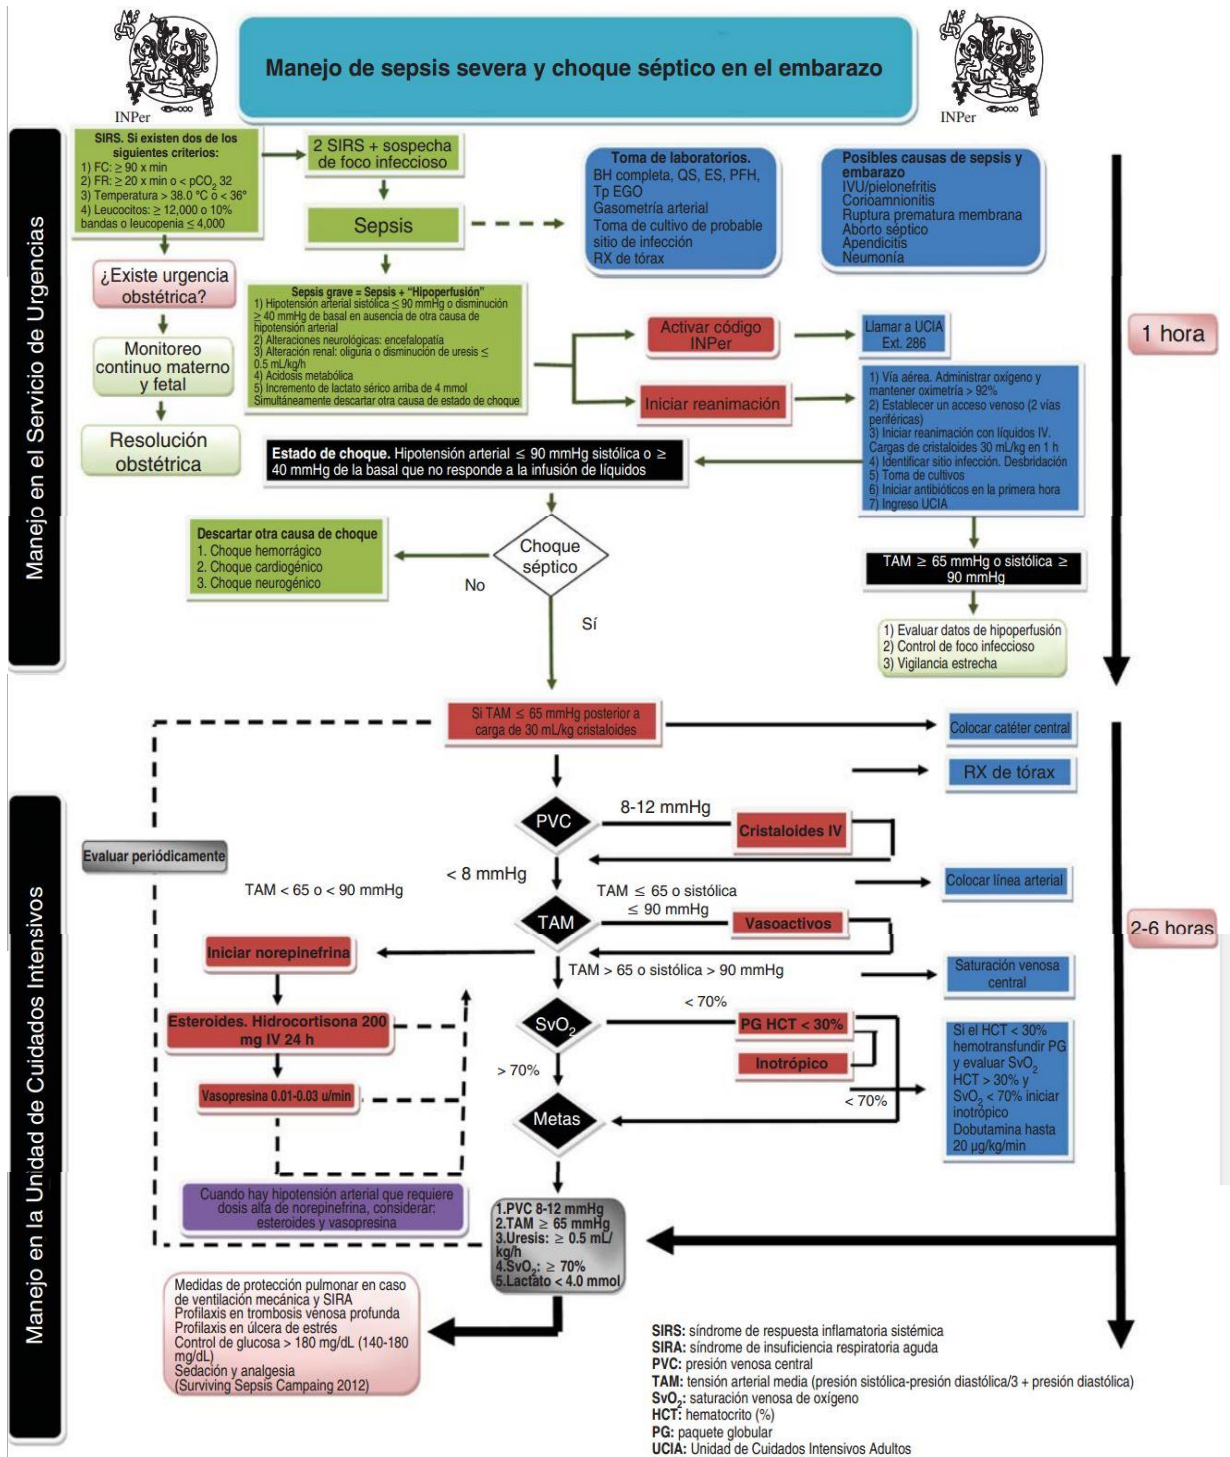 Manejo de sepsis severa y choque séptico en el embarazo
INPer
INPer
Manejo en el Servicio de Urgencias
SIRS. Si existen dos de los
siguientes criterios:
1) FC: ≥ 90 x min
2) FR: ≥ 20 x min o < pCO2 32
3) Temperatura > 38.0 °C o < 36°
4) Leucocitos: ≥ 12,000 o 10%
bandas o leucopenia ≤ 4,000
2 SIRS + sospecha
de foco infeccioso
Sepsis
Toma de laboratorios.
BH completa, QS, ES, PFH,
Tp EGO
Gasometría arterial
Toma de cultivo de probable
sitio de infección
RX de tórax
Posibles causas de sepsis y
embarazo
IVU/pielonefritis
Corioamnionitis
Ruptura prematura membrana
Aborto séptico
Apendicitis
Neumonía
¿Existe urgencia
obstétrica?
Monitoreo
continuo materno
y fetal
Resolución
obstétrica
Sepsis grave = Sepsis + “Hipoperfusión”
1) Hipotensión arterial sistólica ≤ 90 mmHg o disminución
≥ 40 mmHg de basal en ausencia de otra causa de
hipotensión arterial
2) Alteraciones neurológicas: encefalopatía
3) Alteración renal: oliguria o disminución de uresis ≤
0.5 mL/kg/h
4) Acidosis metabólica
5) Incremento de lactato sérico arriba de 4 mmol
Simultáneamente descartar otra causa de estado de choque
Activar código
INPer
Llamar a UCIA
Ext. 286
1 hora
Iniciar reanimación
1) Vía aérea. Administrar oxígeno y
mantener oximetría > 92%
2) Establecer un acceso venoso (2 vías
periféricas)
3) Iniciar reanimación con líquidos IV.
Cargas de cristaloides 30 mL/kg en 1 h
4) Identificar sitio infección. Desbridación
5) Toma de cultivos
6) Iniciar antibióticos en la primera hora
7) Ingreso UCIA
Estado de choque. Hipotensión arterial ≤ 90 mmHg sistólica o ≥
40 mmHg de la basal que no responde a la infusión de líquidos
Descartar otra causa de choque
1. Choque hemorrágico
2. Choque cardiogénico
3. Choque neurogénico
Choque
séptico
No
Sí
TAM ≥ 65 mmHg o sistólica ≥
90 mmHg
1) Evaluar datos de hipoperfusión
2) Control de foco infeccioso
3) Vigilancia estrecha
Manejo en la Unidad de Cuidados Intensivos
Si TAM ≤ 65 mmHg posterior a
carga de 30 mL/kg cristaloides
Colocar catéter central
RX de tórax
PVC
8-12 mmHg
Cristaloides IV
Evaluar periódicamente
< 8 mmHg
TAM < 65 o < 90 mmHg
TAM ≤ 65 o sistólica
≤ 90 mmHg
Colocar línea arterial
TAM
Vasoactivos
2-6 horas
Iniciar norepinefrina
TAM > 65 o sistólica > 90 mmHg
Saturación venosa
central
Esteroides. Hidrocortisona 200
mg IV 24 h
SvO2
< 70%
PG HCT < 30%
Inotrópico
> 70%
< 70%
Si el HCT < 30%
hemotransfundir PG
y evaluar SvO2
HCT > 30% y
SvO2 < 70% iniciar
inotrópico
Dobutamina hasta
20 µg/kg/min
Vasopresina 0.01-0.03 u/min
Metas
Cuando hay hipotensión arterial que requiere
dosis alta de norepinefrina, considerar:
esteroides y vasopresina
1.PVC 8-12 mmHg
2.TAM ≥ 65 mmHg
3.Uresis: ≥ 0.5 mL/
kg/h
4.SvO2: ≥ 70%
5.Lactato < 4.0 mmol
Medidas de protección pulmonar en caso
de ventilación mecánica y SIRA
Profilaxis en trombosis venosa profunda
Profilaxis en úlcera de estrés
Control de glucosa > 180 mg/dL (140-180
mg/dL)
Sedación y analgesia
(Surviving Sepsis Campaing 2012)
SIRS: síndrome de respuesta inflamatoria sistémica
SIRA: síndrome de insuficiencia respiratoria aguda
PVC: presión venosa central
TAM: tensión arterial media (presión sistólica-presión diastólica/3 + presión diastólica)
SvO2: saturación venosa de oxígeno
HCT: hematocrito (%)
PG: paquete globular
UCIA: Unidad de Cuidados Intensivos Adultos